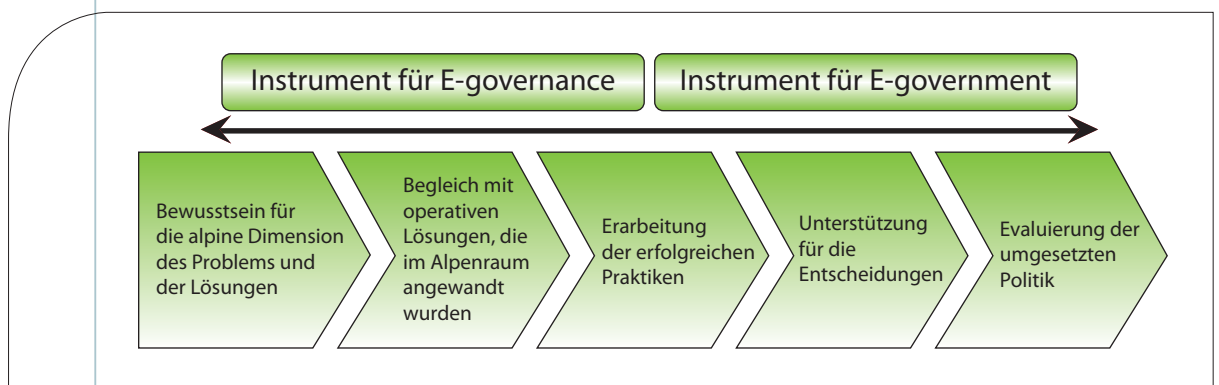 Instrument für E-governance
Instrument für E-government
Bewusstsein für
die alpine Dimension
des Problems und
der Lösungen
Begleich mit
operativen
Lösungen, die
im Alpenraum
angewandt
wurden
Erarbeitung
der erfolgreichen
Praktiken
Unterstützung
für die
Entscheidungen
Evaluierung der
umgesetzten
Politik